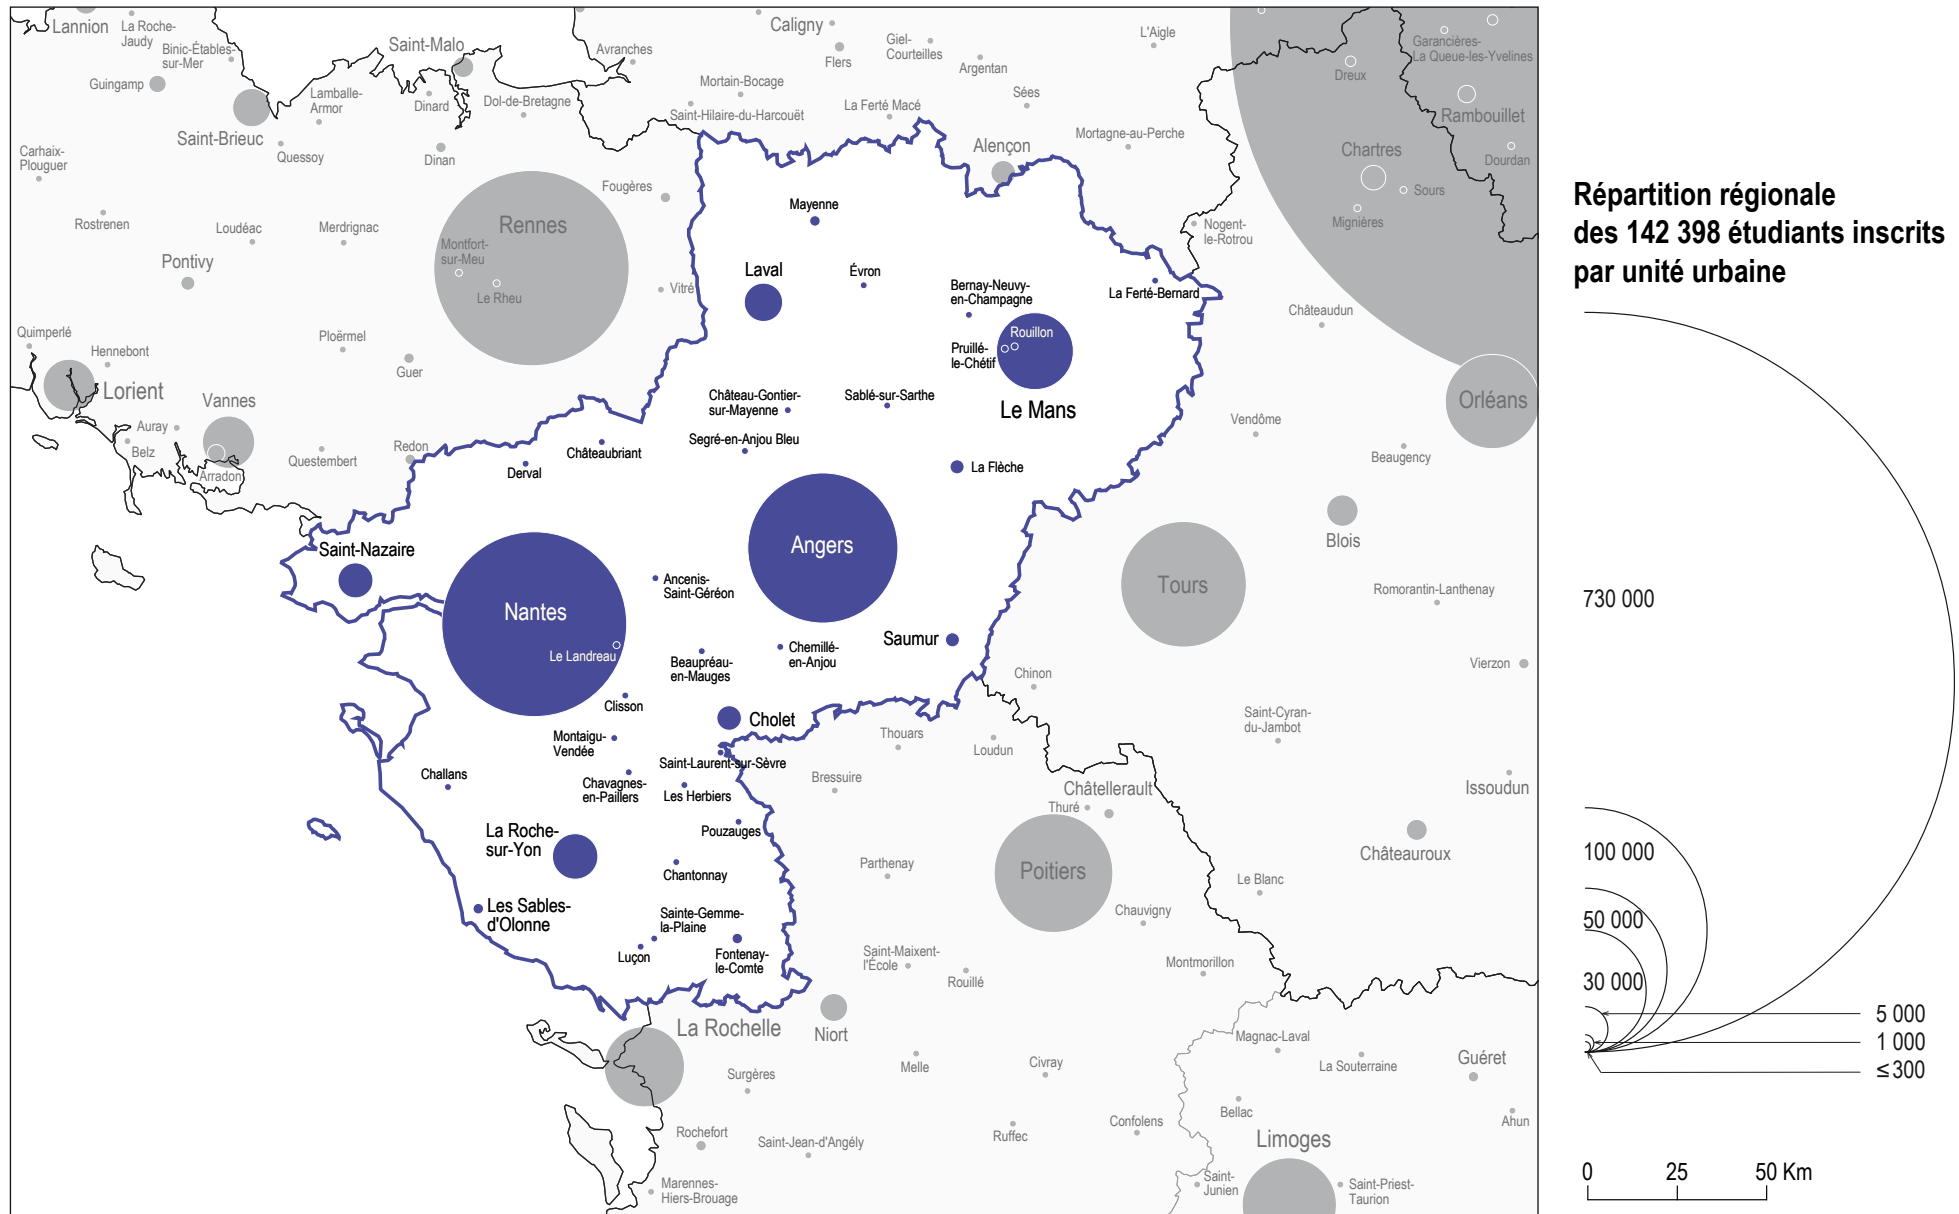 Lannion
La Roche-
Jaudy
Binic-Étables-
sur-Mer
Guingamp
Saint-Malo
Avranches
Caligny
Flers
Giel-
Courteilles
Argentan
L'Aigle
Garancières-
La Queue-les-Yvelines
Dreux
Rambouillet
Lamballe-
Armor
Dinard
Dol-de-Bretagne
Mortain-Bocage
Saint-Hilaire-du-Harcouët
La Ferté Macé
Sées
Mortagne-au-Perche
Saint-Brieuc
Quessoy
Dinan
Alençon
Chartres
Dourdan
Sours
Mignières
Carhaix-
Plouguer
Rostrenen
Loudéac
Merdrignac
Fougères
Rennes
Montfort-
sur-Meu
Le Rheu
Vitré
Pontivy
Mayenne
Laval
Évron
Bernay-Neuvy-
en-Champagne
La Ferté-Bernard
Nogent-
le-Rotrou
Châteaudun
Rouillon
Pruillé-
le-Chétif
Le Mans
Quimperlé
Hennebont
Ploërmel
Guer
Lorient
Vannes
Auray
Belz
Arradon
Questembert
Redon
Château-Gontier-
sur-Mayenne
Sablé-sur-Sarthe
Segré-en-Anjou Bleu
Châteaubriant
Derval
La Flèche
Vendôme
Beaugency
Orléans
Blois
Saint-Nazaire
Nantes
Le Landreau
Ancenis-
Saint-Géréon
Angers
Tours
Romorantin-Lanthenay
Saumur
Chemillé-
en-Anjou
Beaupréau-
en-Mauges
Clisson
Cholet
Chinon
Vierzon
Saint-Cyran-
du-Jambot
Montaigu-
Vendée
Saint-Laurent-sur-Sèvre
Thouars
Loudun
Challans
Chavagnes-
en-Paillers
Les Herbiers
Bressuire
Châtellerault
Thuré
Issoudun
La Roche-
sur-Yon
Pouzauges
Chantonnay
Parthenay
Poitiers
Le Blanc
Châteauroux
Les Sables-
d'Olonne
Sainte-Gemme-
la-Plaine
Luçon
Fontenay-
le-Comte
Chauvigny
Saint-Maixent-
l'École
Rouillé
Montmorillon
La Rochelle
Niort
Surgères
Melle
Civray
Magnac-Laval
La Souterraine
Guéret
Rochefort
Saint-Jean-d'Angély
Ruffec
Confolens
Bellac
Ahun
Limoges
Marennes-
Hiers-Brouage
Saint-
Junien
Saint-Priest-
Taurion
Répartition régionale
des 142 398 étudiants inscrits
par unité urbaine
730 000
100 000
50 000
30 000
5 000
1 000
≤ 300
0 25 50 Km